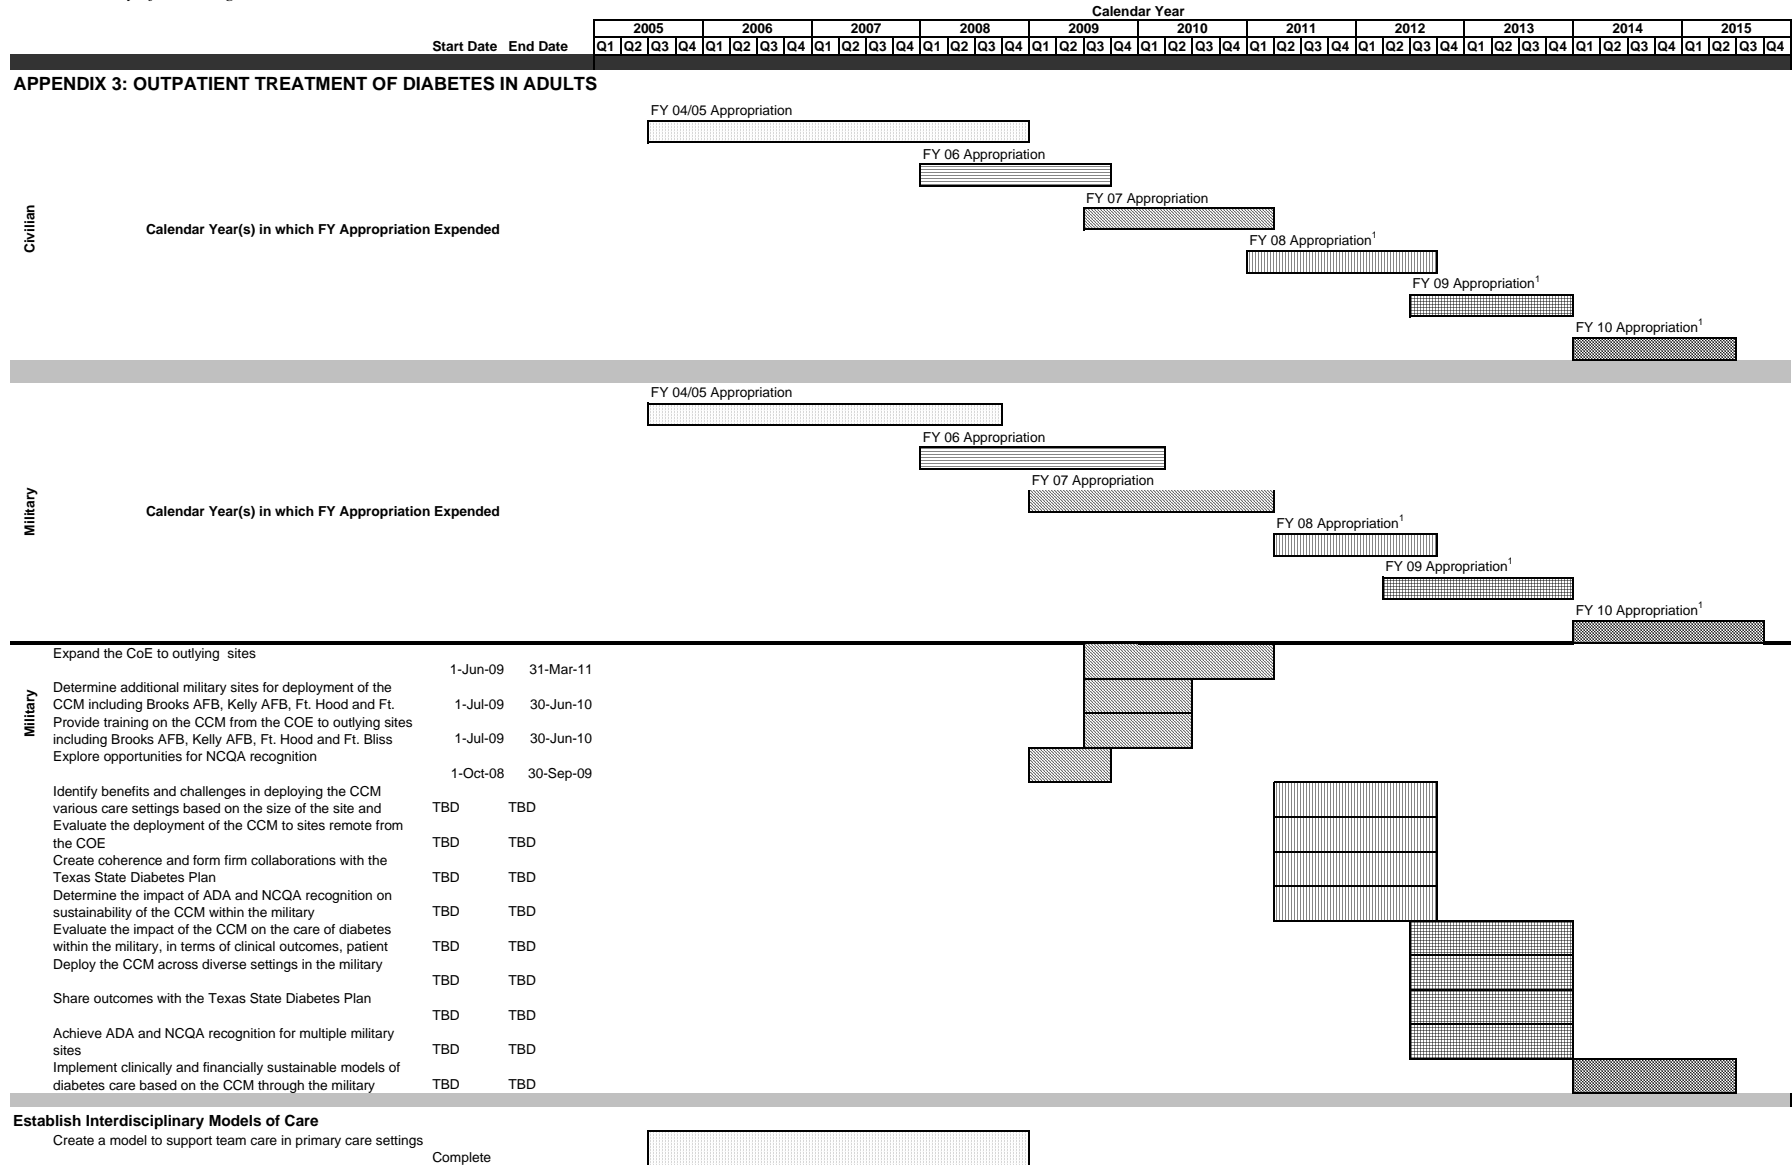 Calendar Year
2005 2006 2007 2008 2009 2010 2011 2012 2013 2014 2015
Start Date End Date Q1 Q2 Q3 Q4 Q1 Q2 Q3 Q4 Q1 Q2 Q3 Q4 Q1 Q2 Q3 Q4 Q1 Q2 Q3 Q4 Q1 Q2 Q3 Q4 Q1 Q2 Q3 Q4 Q1 Q2 Q3 Q4 Q1 Q2 Q3 Q4 Q1 Q2 Q3 Q4 Q1 Q2 Q3 Q4
APPENDIX 3: OUTPATIENT TREATMENT OF DIABETES IN ADULTS
FY 04/05 Appropriation
FY 06 Appropriation
FY 07 Appropriation
Civilian
Calendar Year(s) in which FY Appropriation Expended
FY 08 Appropriation1
FY 09 Appropriation1
FY 10 Appropriation1
FY 04/05 Appropriation
FY 06 Appropriation
FY 07 Appropriation
Military
Calendar Year(s) in which FY Appropriation Expended
FY 08 Appropriation1
FY 09 Appropriation1
FY 10 Appropriation1
Military
Expand the CoE to outlying sites
1-Jun-09 31-Mar-11
Determine additional military sites for deployment of the
CCM including Brooks AFB, Kelly AFB, Ft. Hood and Ft. 1-Jul-09 30-Jun-10
Provide training on the CCM from the COE to outlying sites
including Brooks AFB, Kelly AFB, Ft. Hood and Ft. Bliss 1-Jul-09 30-Jun-10
Explore opportunities for NCQA recognition
1-Oct-08 30-Sep-09
Identify benefits and challenges in deploying the CCM
various care settings based on the size of the site and TBD TBD
Evaluate the deployment of the CCM to sites remote from
the COE TBD TBD
Create coherence and form firm collaborations with the
Texas State Diabetes Plan TBD TBD
Determine the impact of ADA and NCQA recognition on
sustainability of the CCM within the military TBD TBD
Evaluate the impact of the CCM on the care of diabetes
within the military, in terms of clinical outcomes, patient TBD TBD
Deploy the CCM across diverse settings in the military
TBD TBD
Share outcomes with the Texas State Diabetes Plan
TBD TBD
Achieve ADA and NCQA recognition for multiple military
sites TBD TBD
Implement clinically and financially sustainable models of
diabetes care based on the CCM through the military TBD TBD
Establish Interdisciplinary Models of Care
Create a model to support team care in primary care settings
Complete